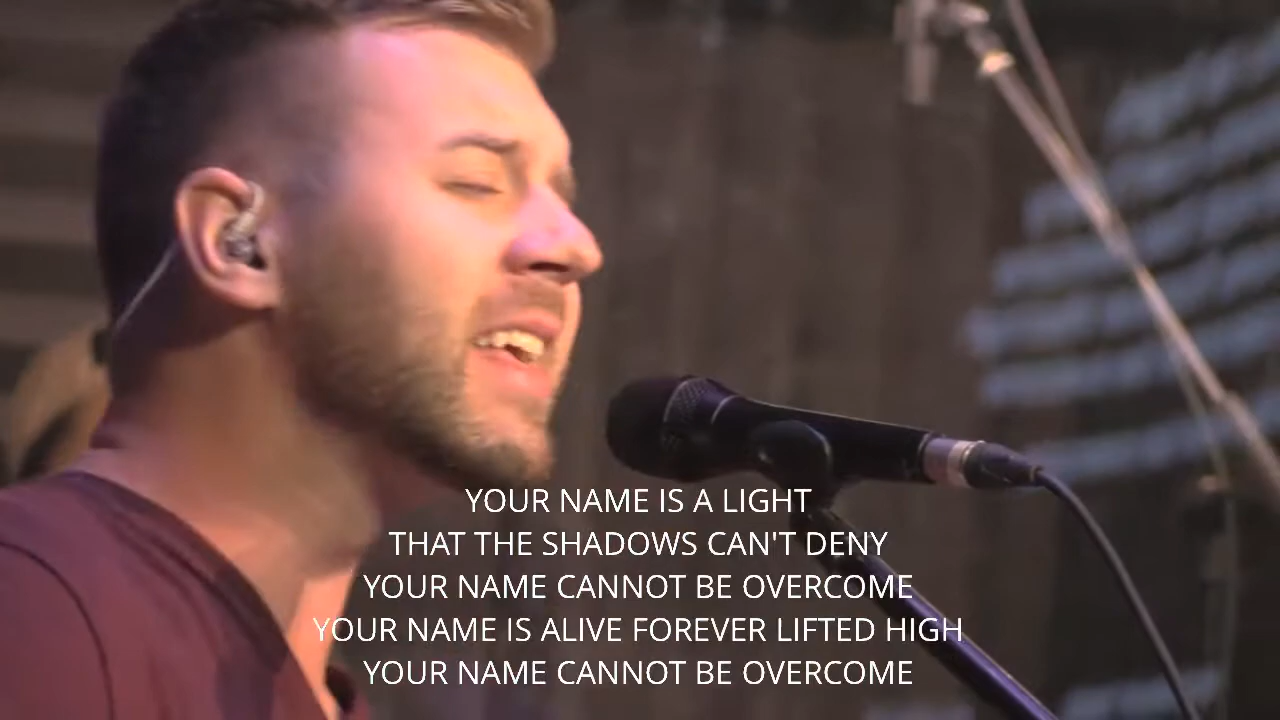 YOUR NAME IS A LIGHT
THAT THE SHADOWS CAN'T DENY
YOUR NAME CANNOT BE OVERCOME
YOUR NAME IS ALIVE FOREVER LIFTED HIGH
YOUR NAME CANNOT BE OVERCOME